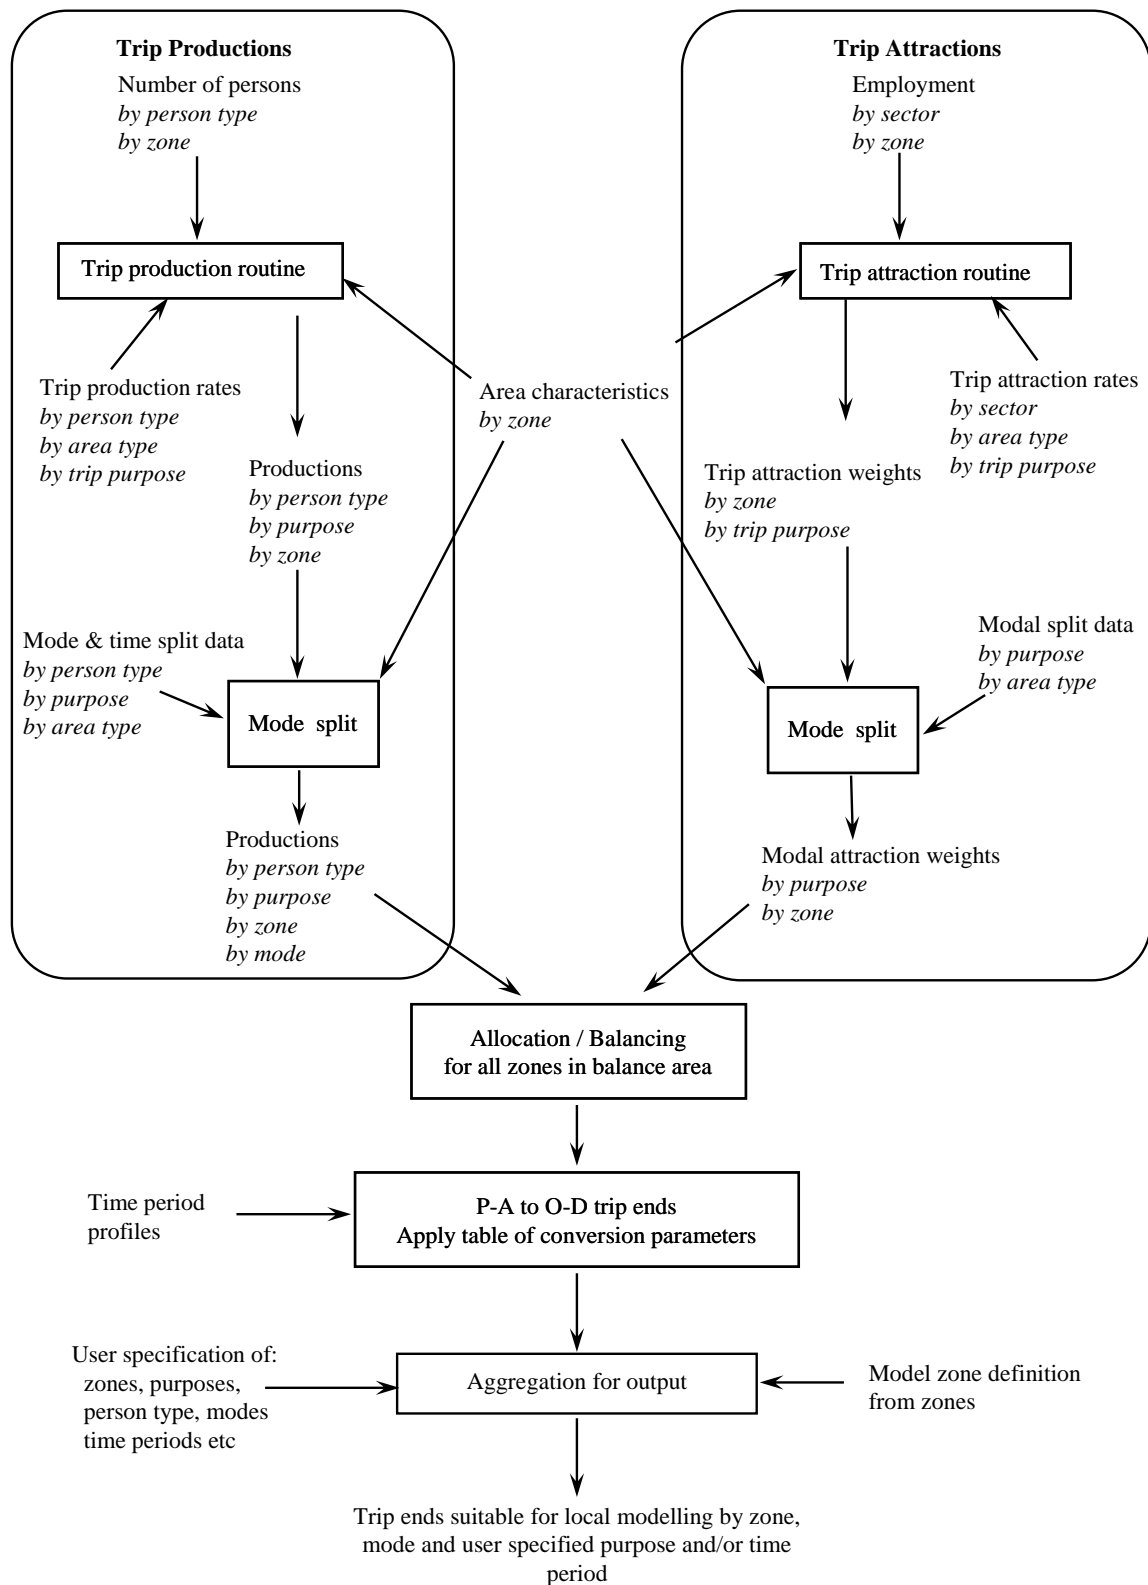 Trip Productions
Number of persons
by person type
by zone
Trip production routine
Trip production rates
by person type
by area type
by trip purpose
Productions
by person type
by purpose
by zone
Mode & time split data
by person type
by purpose
by area type
Mode split
Productions
by person type
by purpose
by zone
by mode
Area characteristics
by zone
Trip Attractions
Employment
by sector
by zone
Trip attraction routine
Trip attraction rates
by sector
by area type
by trip purpose
Trip attraction weights
by zone
by trip purpose
Modal split data
by purpose
by area type
Mode split
Modal attraction weights
by purpose
by zone
Allocation / Balancing
for all zones in balance area
Time period
profiles
P-A to O-D trip ends
Apply table of conversion parameters
User specification of:
zones, purposes,
person type, modes
time periods etc
Aggregation for output
Model zone definition
from zones
Trip ends suitable for local modelling by zone,
mode and user specified purpose and/or time
period